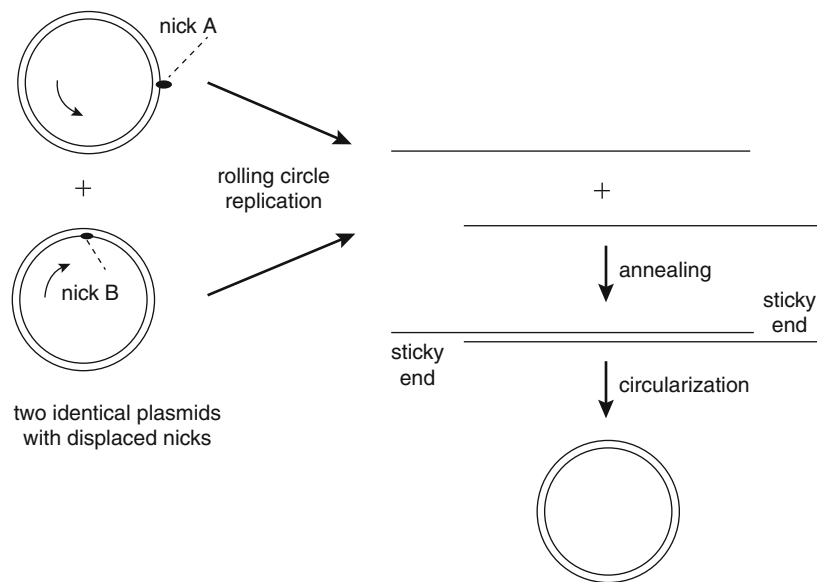 nick A
+
rolling circle
replication
nick B
two identical plasmids
with displaced nicks
+
annealing
sticky
end
sticky
end
circularization